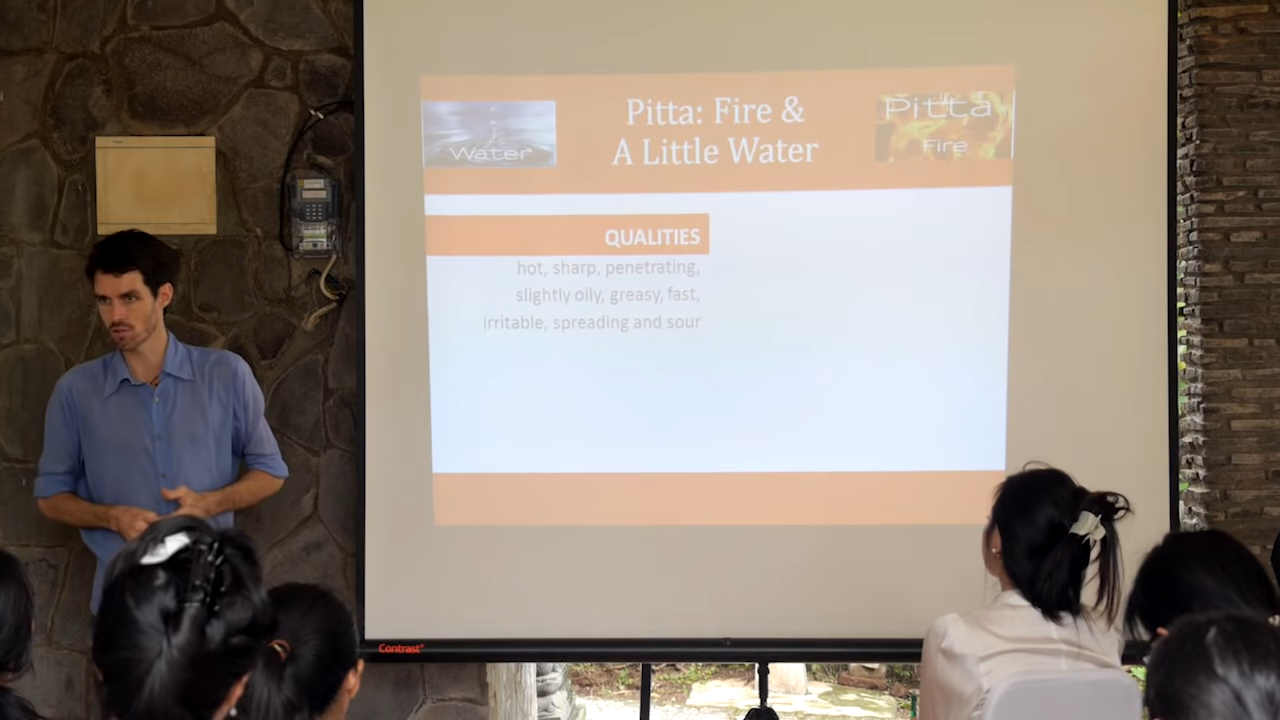 Pitta: Fire &
A Little Water
Water
Pitta
Fire
QUALITIES
hot, sharp, penetrating,
slightly oily, greasy, fast,
irritable, spreading and sour
Contrast